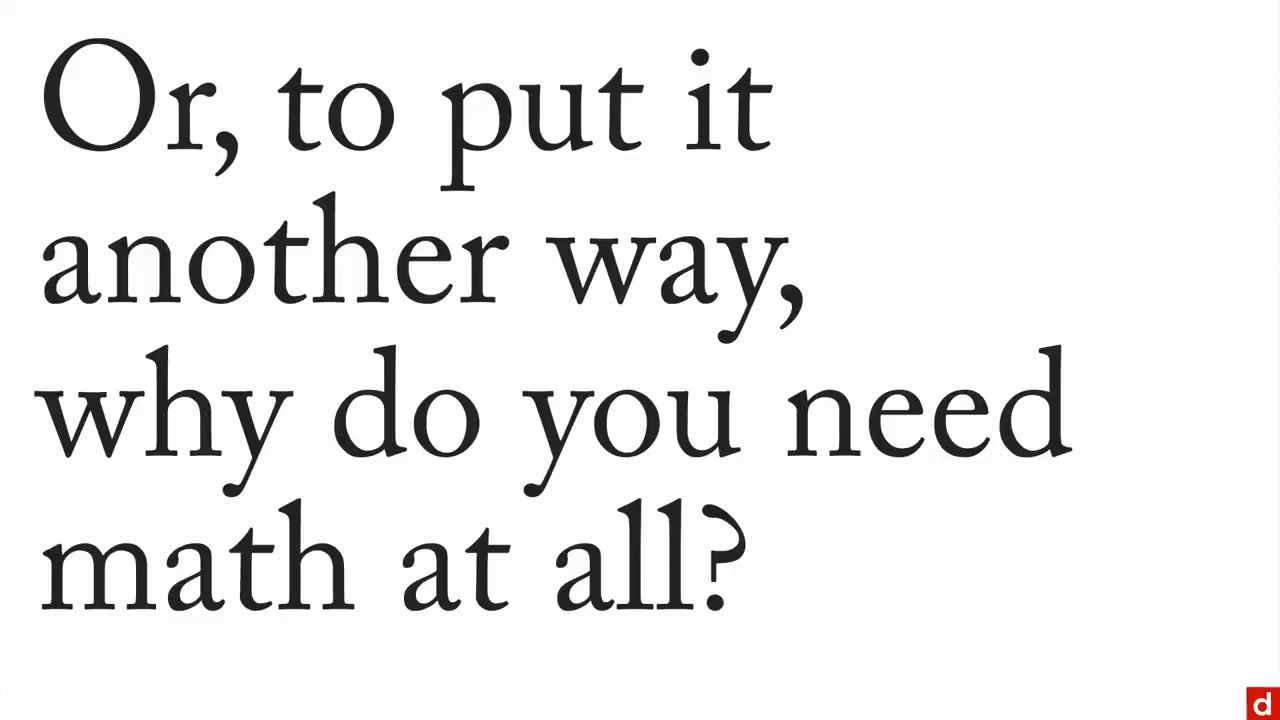 Or, to put it
another way,
why do you need
math at all?
d